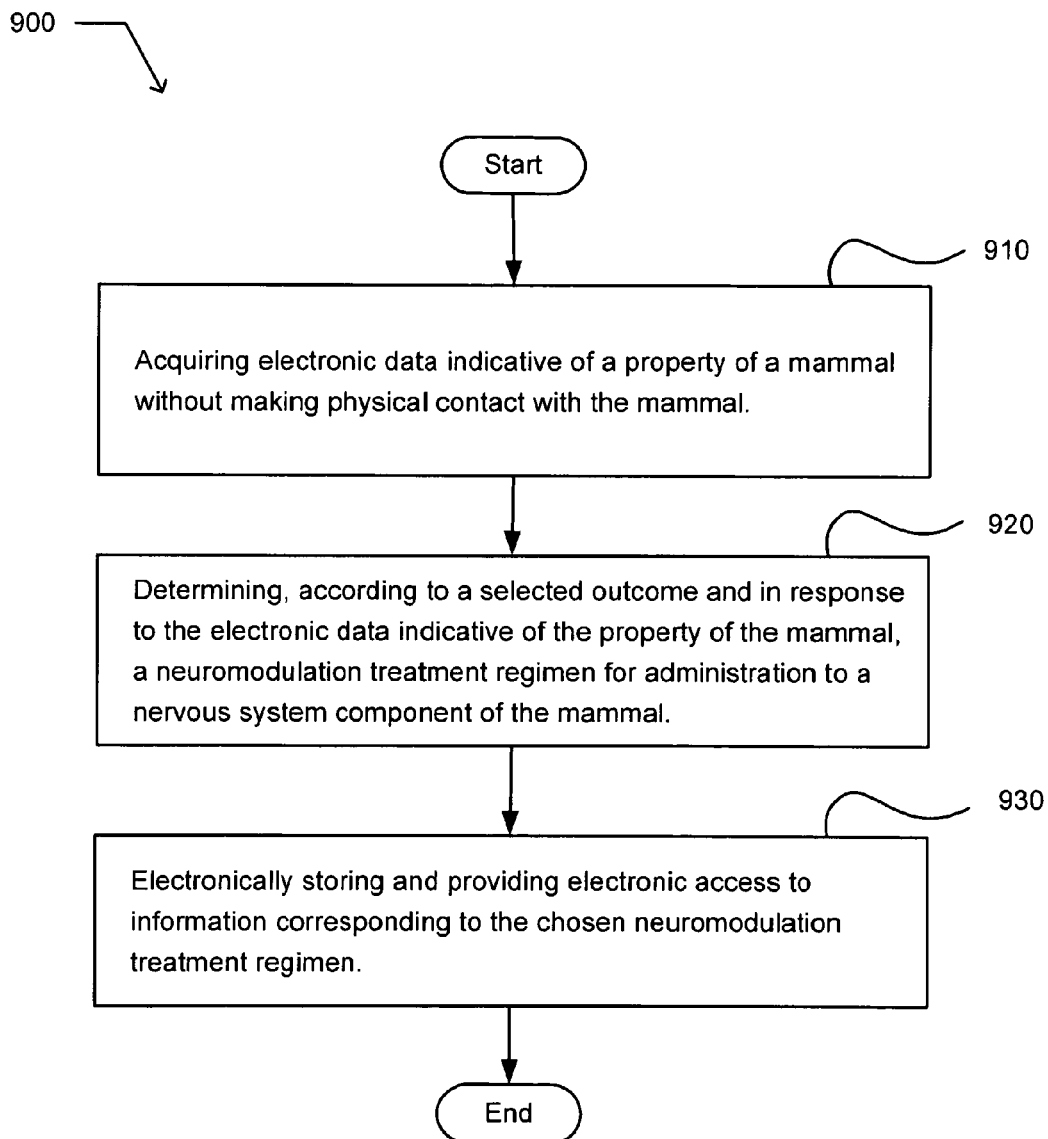 900
Start
910
Acquiring electronic data indicative of a property of a mammal
without making physical contact with the mammal.
920
Determining, according to a selected outcome and in response
to the electronic data indicative of the property of the mammal,
a neuromodulation treatment regimen for administration to a
nervous system component of the mammal.
930
Electronically storing and providing electronic access to
information corresponding to the chosen neuromodulation
treatment regimen.
End